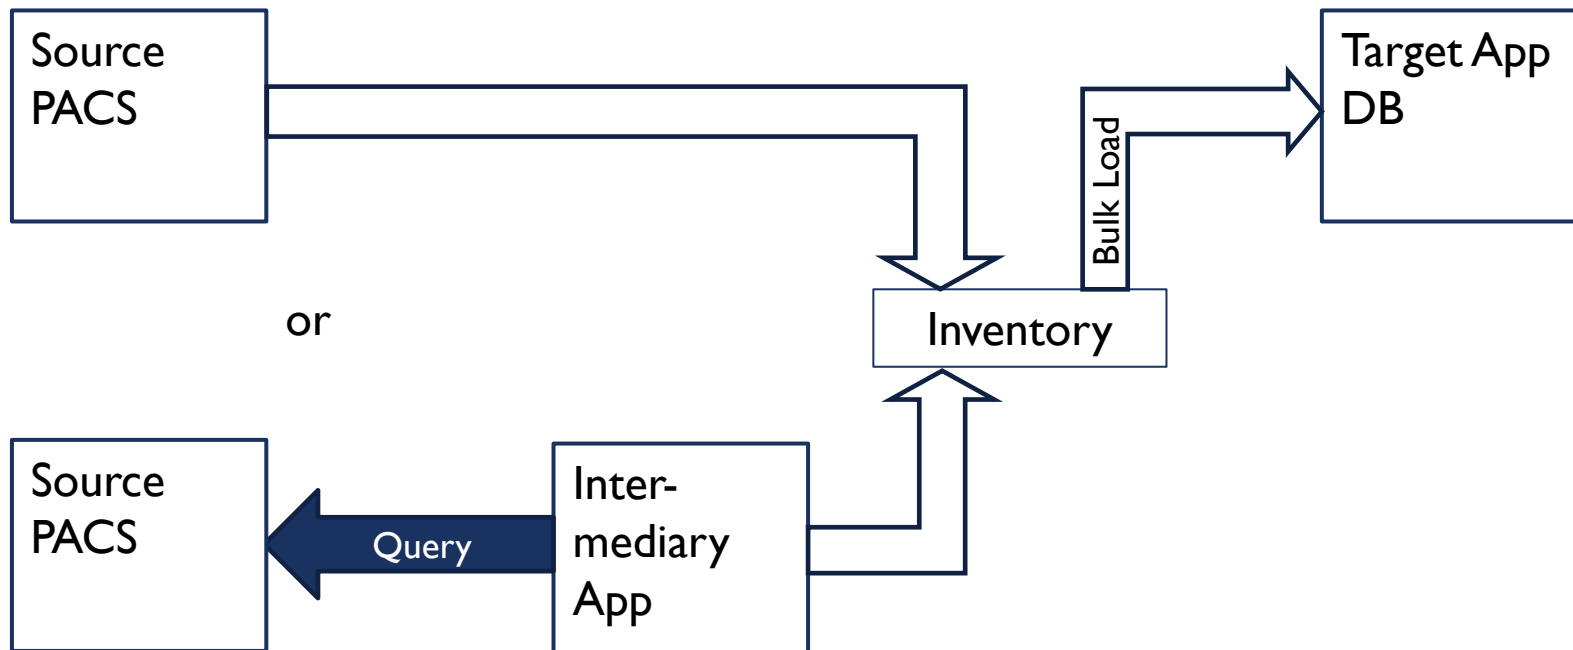 Source
PACS
Target App
DB
Bulk Load
or
Inventory
Source
PACS
Query
Inter-
mediary
App